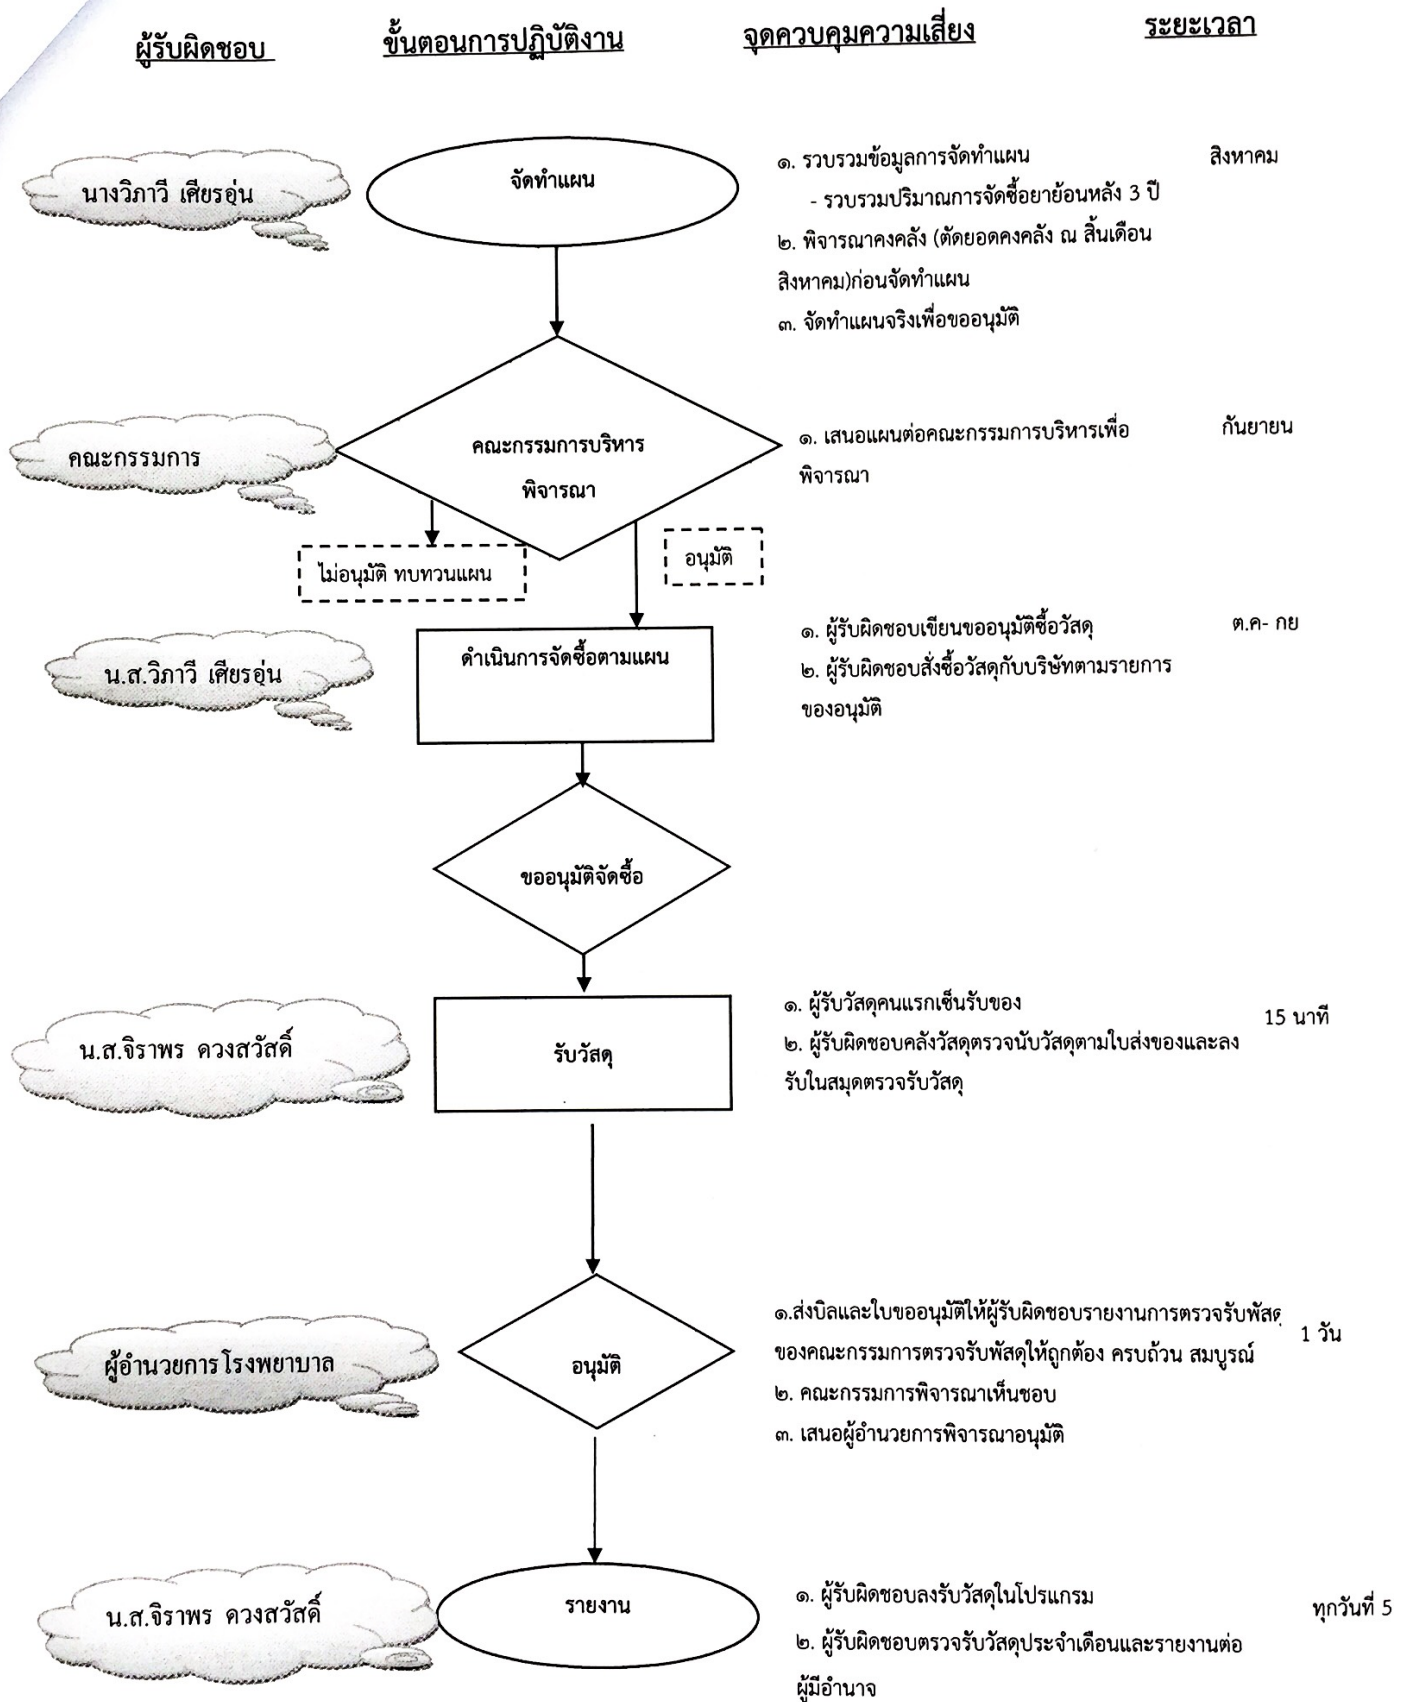 ผู้รับผิดชอบ ขั้นตอนการปฏิบัติงาน จุดควบคุมความเสี่ยง ระยะเวลา
นางวิภาวี เศียรอุ่น
จัดทำแผน
๑. รวบรวมข้อมูลการจัดทำแผน สิงหาคม
- รวบรวมปริมาณการจัดซื้อยาย้อนหลัง 3 ปี
๒. พิจารณาคงคลัง (ตัดยอดคงคลัง ณ สิ้นเดือน
สิงหาคม)ก่อนจัดทำแผน
๓. จัดทำแผนจริงเพื่อขออนุมัติ
คณะกรรมการ
คณะกรรมการบริหาร
พิจารณา
๑. เสนอแผนต่อคณะกรรมการบริหารเพื่อ กันยายน
พิจารณา
ไม่อนุมัติ ทบทวนแผน
อนุมัติ
น.ส.วิภาวี เศียรอุ่น
ดำเนินการจัดซื้อตามแผน
๑. ผู้รับผิดชอบเขียนขออนุมัติซื้อวัสดุ ต.ค- กย
๒. ผู้รับผิดชอบสั่งซื้อวัสดุกับบริษัทตามรายการ
ของอนุมัติ
ขออนุมัติจัดซื้อ
น.ส.จิราพร ดวงสวัสดิ์
รับวัสดุ
๑. ผู้รับวัสดุคนแรกเซ็นรับของ 15 นาที
๒. ผู้รับผิดชอบคลังวัสดุตรวจนับวัสดุตามใบส่งของและลง
รับในสมุดตรวจรับวัสดุ
ผู้อำนวยการโรงพยาบาล
อนุมัติ
๑.ส่งบิลและใบขออนุมัติให้ผู้รับผิดชอบรายงานการตรวจรับพัสดุ 1 วัน
ของคณะกรรมการตรวจรับพัสดุให้ถูกต้อง ครบถ้วน สมบูรณ์
๒. คณะกรรมการพิจารณาเห็นชอบ
๓. เสนอผู้อำนวยการพิจารณาอนุมัติ
น.ส.จิราพร ดวงสวัสดิ์
รายงาน
๑. ผู้รับผิดชอบลงรับวัสดุในโปรแกรม ทุกวันที่ 5
๒. ผู้รับผิดชอบตรวจรับวัสดุประจำเดือนและรายงานต่อ
ผู้มีอำนาจ